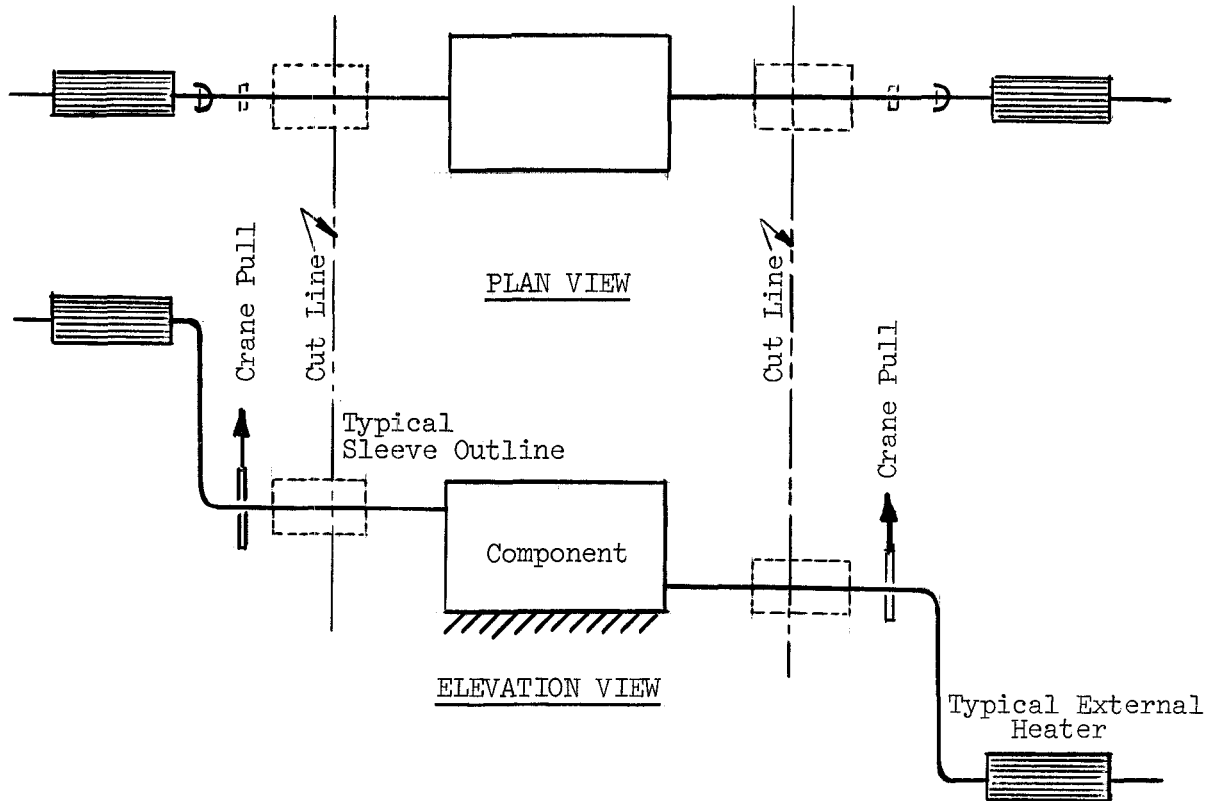 PLAN VIEW
Crane Pull
Cut Line
Cut Line
Crane Pull
Typical
Sleeve Outline
Component
ELEVATION VIEW
Typical External
Heater